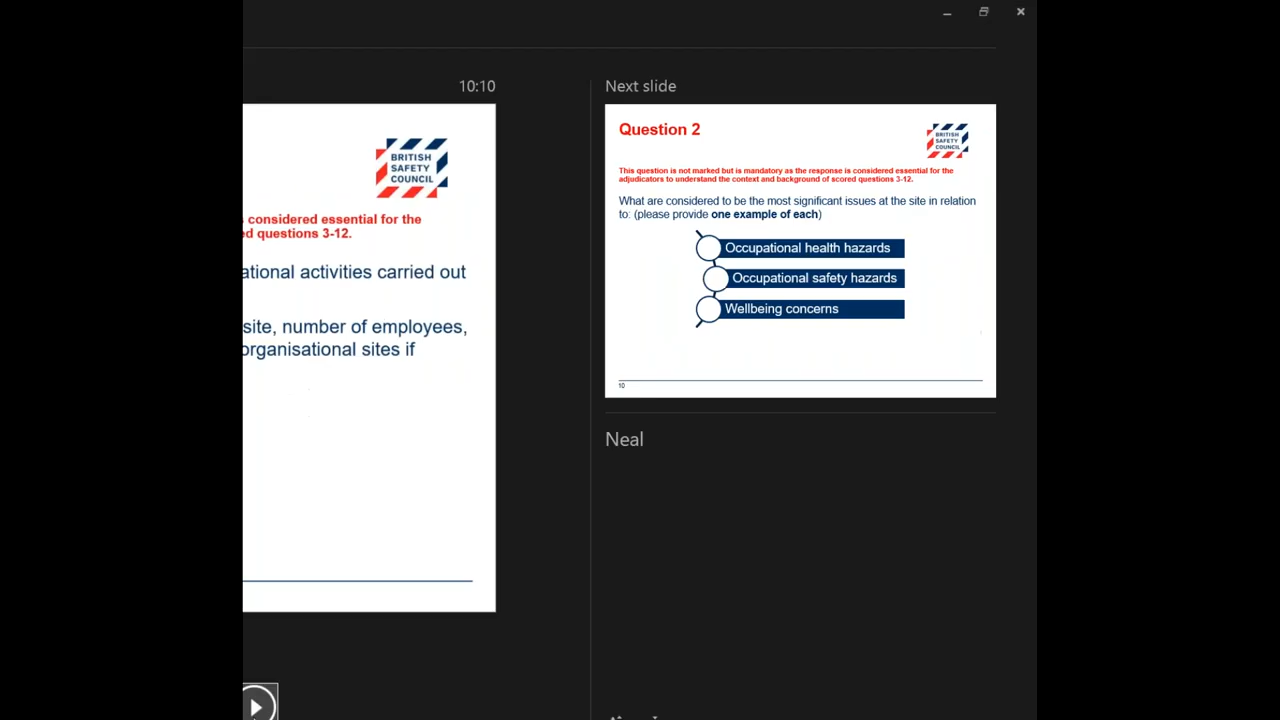 10:10
BRITISH
SAFETY
COUNCIL
considered essential for the
ed questions 3-12.
ational activities carried out
site, number of employees,
organisational sites if
Next slide
Question 2
BRITISH
SAFETY
COUNCIL
This question is not marked but is mandatory as the response is considered essential for the
adjudicators to understand the context and background of scored questions 3-12.
What are considered to be the most significant issues at the site in relation
to: (please provide one example of each)
Occupational health hazards
Occupational safety hazards
Wellbeing concerns
10
Neal